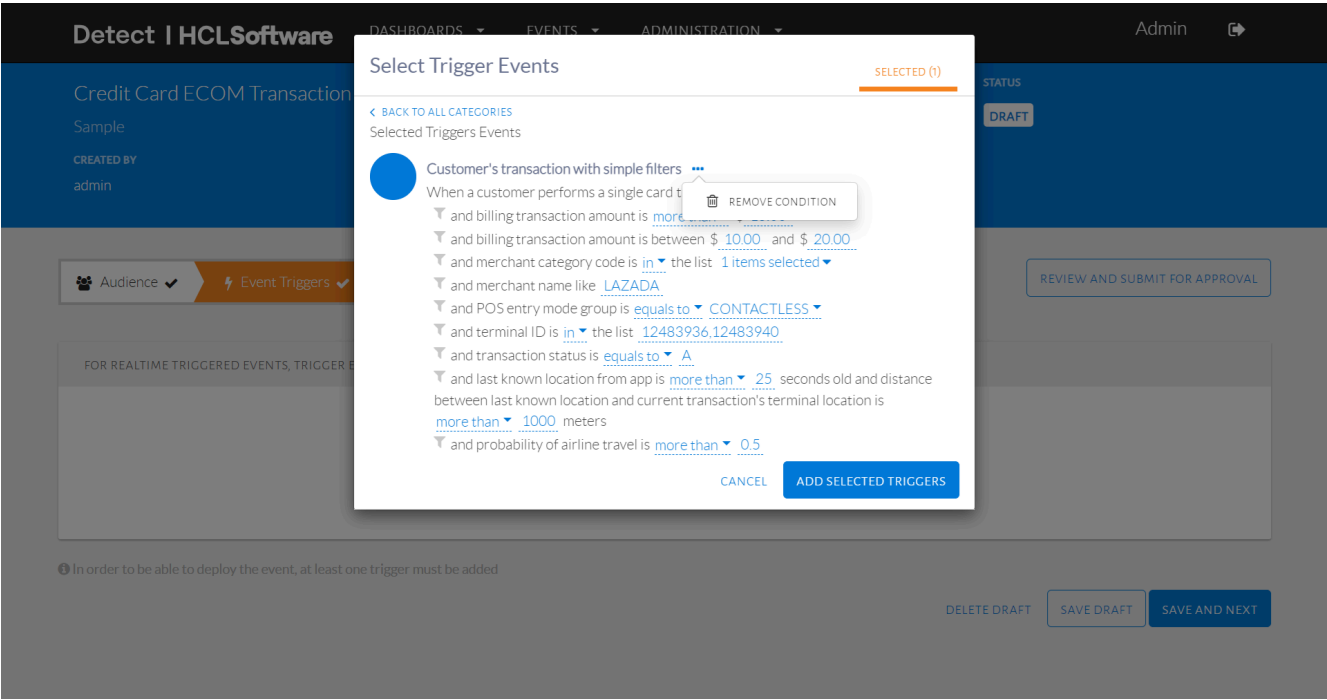 Detect | HCLSoftware
DASHBOARDS EVENTS ADMINISTRATION
Admin
Credit Card ECOM Transaction
Sample
CREATED BY
admin
STATUS
DRAFT
Audience
Event Triggers
REVIEW AND SUBMIT FOR APPROVAL
FOR REALTIME TRIGGERED EVENTS, TRIGGER E
Select Trigger Events
SELECTED (1)
BACK TO ALL CATEGORIES
Selected Triggers Events
Customer's transaction with simple filters
REMOVE CONDITION
When a customer performs a single card t
and billing transaction amount is more
and billing transaction amount is between $ 10.00 and $ 20.00
and merchant category code is in the list 1 items selected
and merchant name like LAZADA
and POS entry mode group is equals to CONTACTLESS
and terminal ID is in the list 12483936,12483940
and transaction status is equals to A
and last known location from app is more than 25 seconds old and distance
between last known location and current transaction's terminal location is
more than 1000 meters
and probability of airline travel is more than 0.5
CANCEL
ADD SELECTED TRIGGERS
In order to be able to deploy the event, at least one trigger must be added
DELETE DRAFT
SAVE DRAFT
SAVE AND NEXT